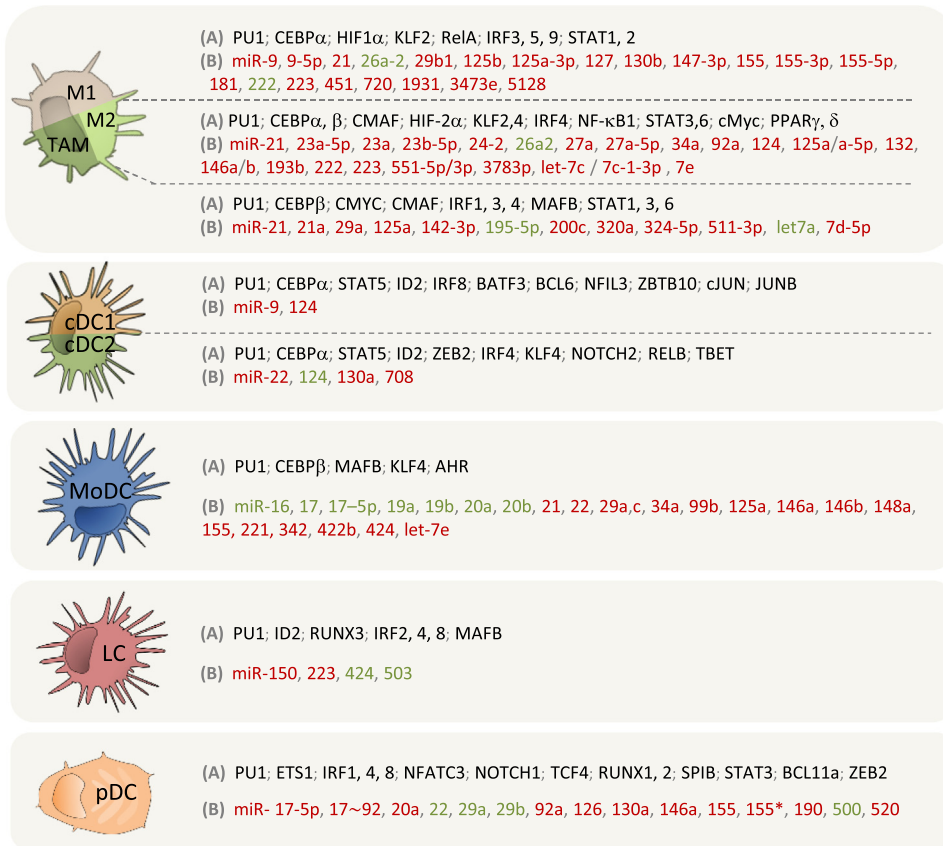 M1
M2
TAM
(A) PU1; CEBPα; HIF1α; KLF2; RelA; IRF3, 5, 9; STAT1, 2
(B) miR-9, 9-5p, 21, 26a-2, 29b1, 125b, 125a-3p, 127, 130b, 147-3p, 155, 155-3p, 155-5p,
181, 222, 223, 451, 720, 1931, 3473e, 5128
(A) PU1; CEBPα, β; CMAF; HIF-2α; KLF2,4; IRF4; NF-κB1; STAT3,6; cMyc; PPARγ, δ
(B) miR-21, 23a-5p, 23a, 23b-5p, 24-2, 26a2, 27a, 27a-5p, 34a, 92a, 124, 125a/a-5p, 132,
146a/b, 193b, 222, 223, 551-5p/3p, 3783p, let-7c / 7c-1-3p , 7e
(A) PU1; CEBPβ; CMYC; CMAF; IRF1, 3, 4; MAFB; STAT1, 3, 6
(B) miR-21, 21a, 29a, 125a, 142-3p, 195-5p, 200c, 320a, 324-5p, 511-3p, let7a, 7d-5p
cDC1
cDC2
(A) PU1; CEBPα; STAT5; ID2; IRF8; BATF3; BCL6; NFIL3; ZBTB10; cJUN; JUNB
(B) miR-9, 124
(A) PU1; CEBPα; STAT5; ID2; ZEB2; IRF4; KLF4; NOTCH2; RELB; TBET
(B) miR-22, 124, 130a, 708
MoDC
(A) PU1; CEBPβ; MAFB; KLF4; AHR
(B) miR-16, 17, 17–5p, 19a, 19b, 20a, 20b, 21, 22, 29a,c, 34a, 99b, 125a, 146a, 146b, 148a,
155, 221, 342, 422b, 424, let-7e
LC
(A) PU1; ID2; RUNX3; IRF2, 4, 8; MAFB
(B) miR-150, 223, 424, 503
pDC
(A) PU1; ETS1; IRF1, 4, 8; NFATC3; NOTCH1; TCF4; RUNX1, 2; SPIB; STAT3; BCL11a; ZEB2
(B) miR- 17-5p, 17~92, 20a, 22, 29a, 29b, 92a, 126, 130a, 146a, 155, 155*, 190, 500, 520